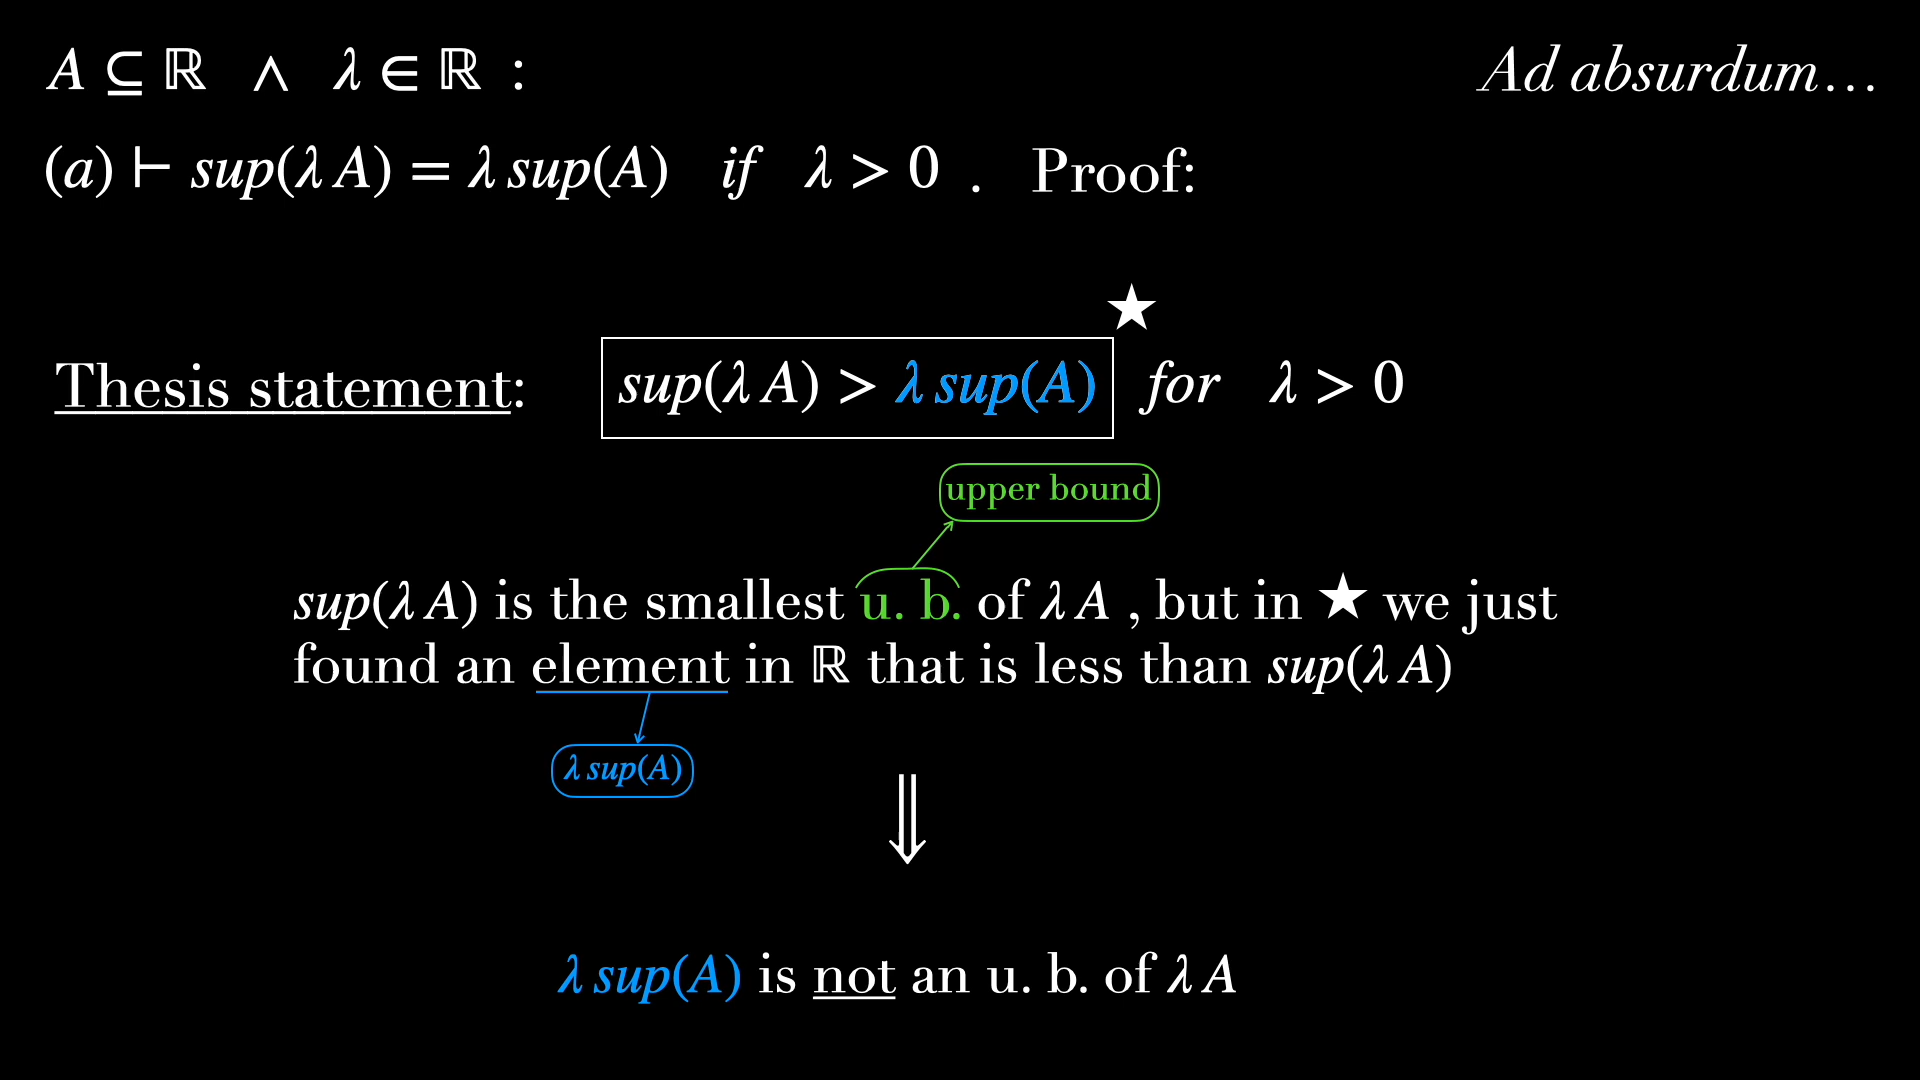 A ⊆ ℝ ∧ λ ∈ ℝ :
Ad absurdum…
(a) ⊢ sup(λ A) = λ sup(A) if λ > 0 . Proof:
★
Thesis statement: sup(λ A) > λ sup(A) for λ > 0
upper bound
sup(λ A) is the smallest u. b. of λ A , but in ★ we just
found an element in ℝ that is less than sup(λ A)
λ sup(A)
⇓
λ sup(A) is not an u. b. of λ A